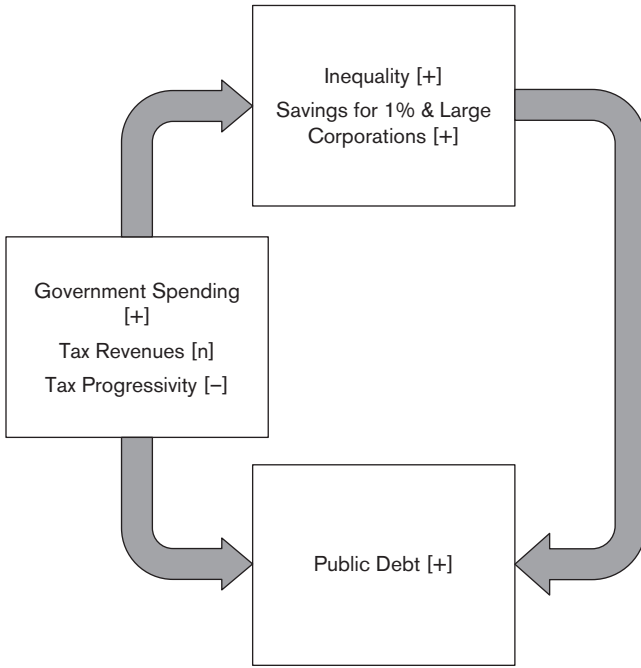 Inequality [+]
Savings for 1% & Large
Corporations [+]
Government Spending
[+]
Tax Revenues [n]
Tax Progressivity [–]
Public Debt [+]